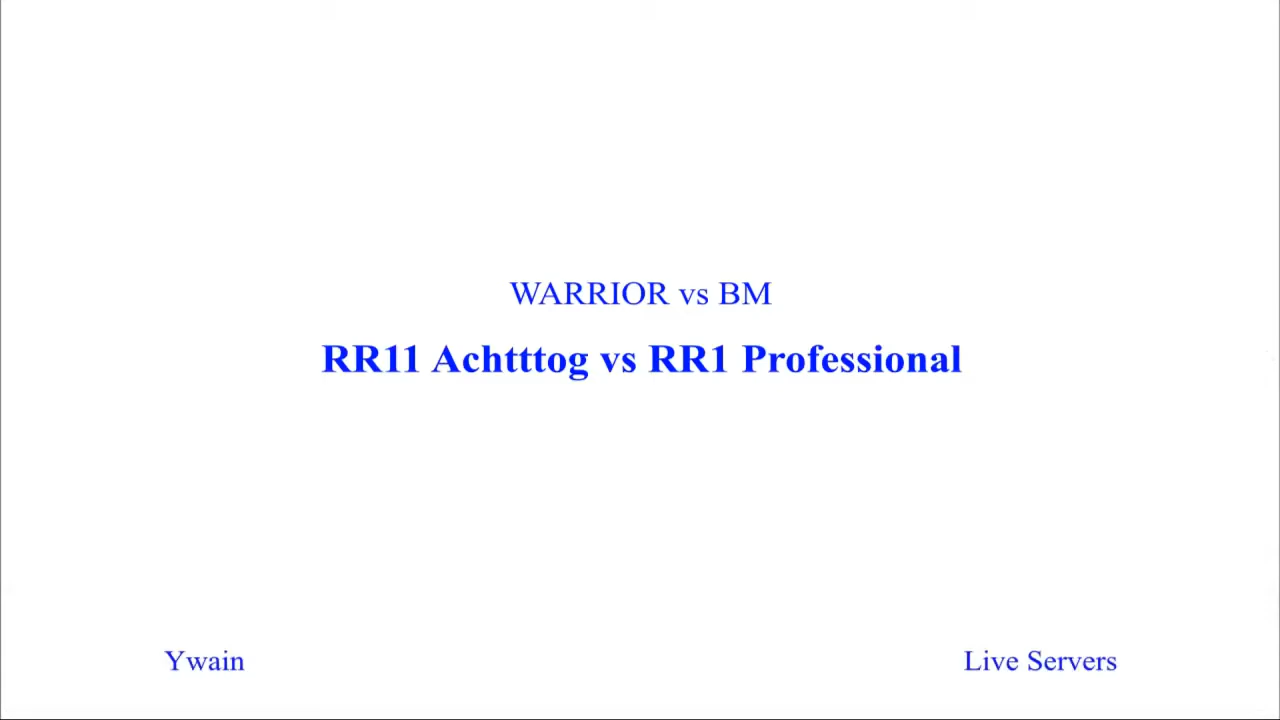 WARRIOR vs BM
RR11 Achtttog vs RR1 Professional
Ywain
Live Servers